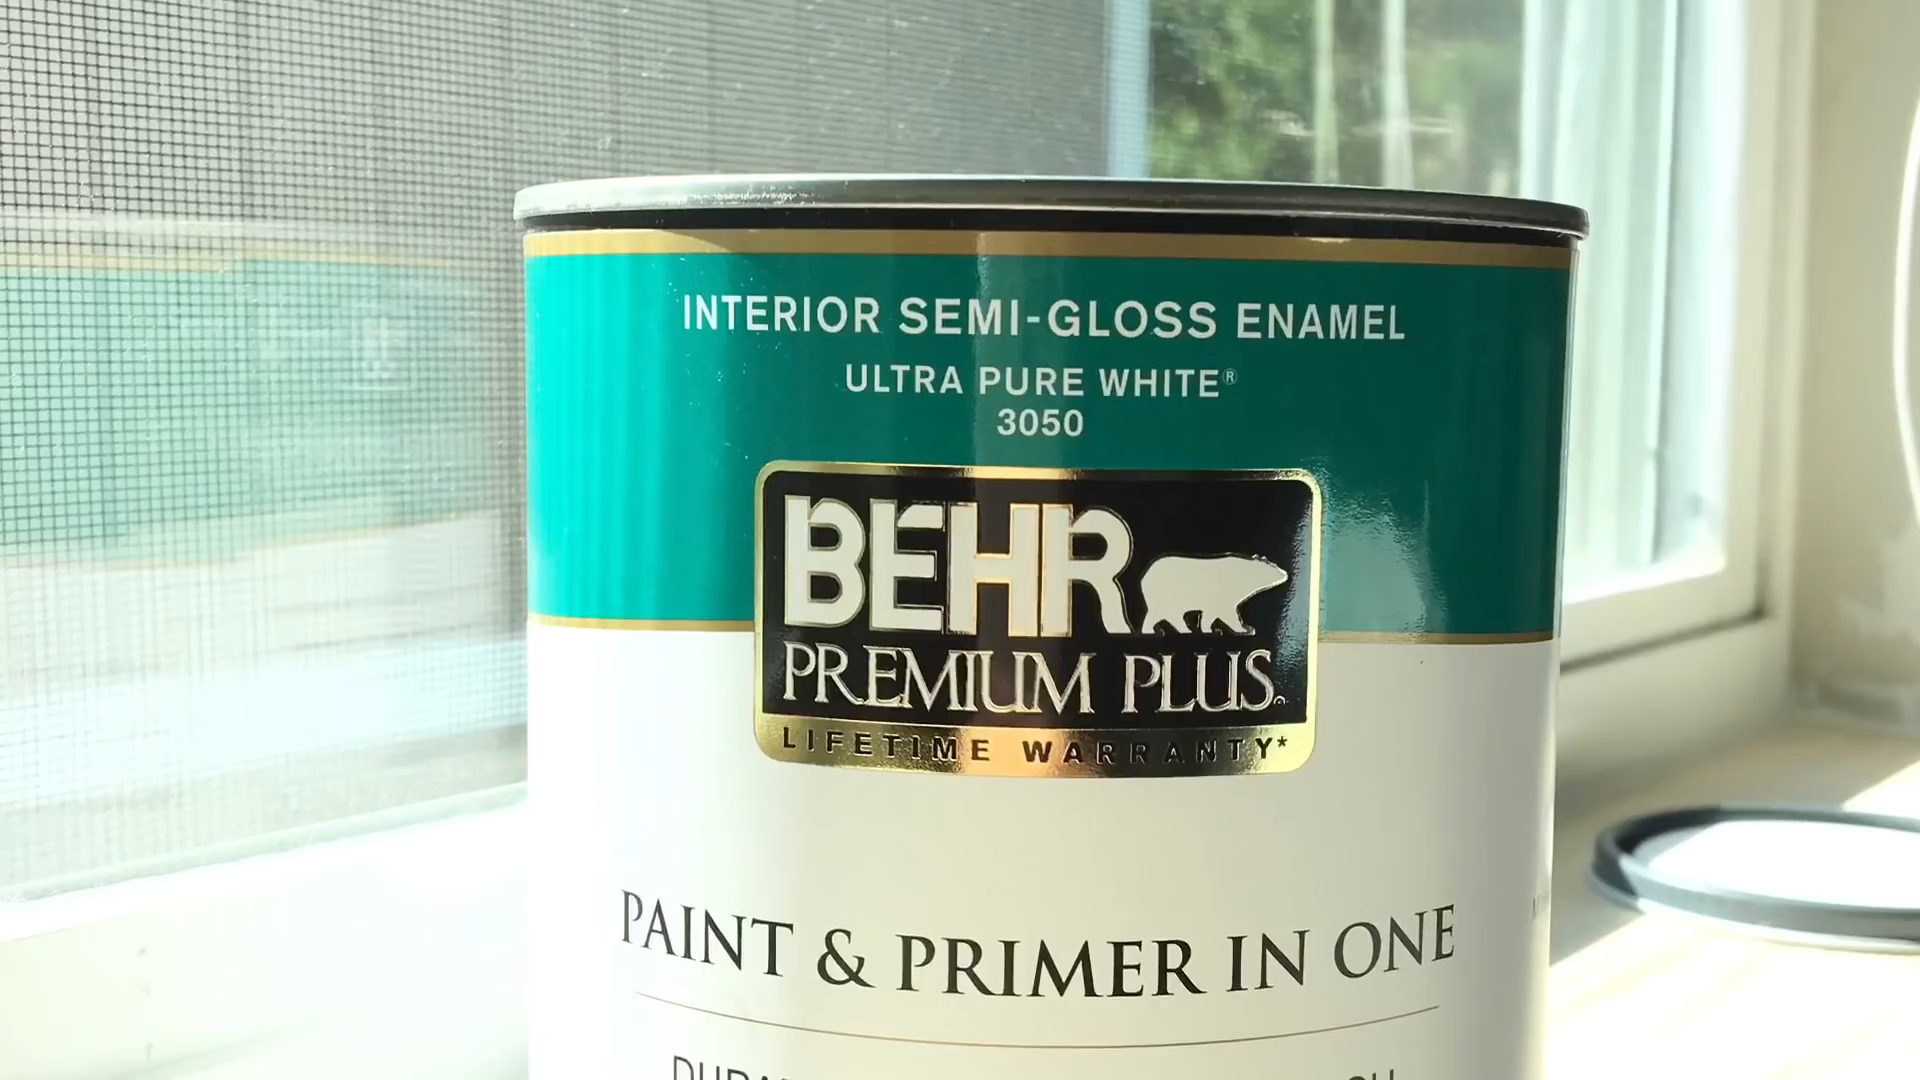 INTERIOR SEMI-GLOSS ENAMEL
ULTRA PURE WHITE®
3050
BEHR
PREMIUM PLUS®
LIFETIME WARRANTY*
PAINT & PRIMER IN ONE